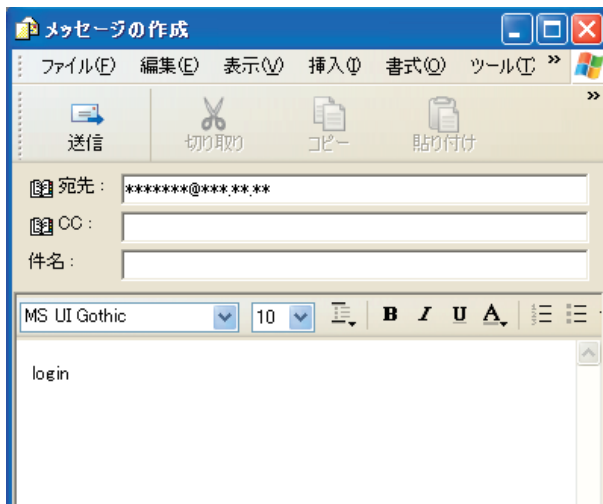 メッセージの作成
ファイル(F) 編集(E) 表示(V) 挿入(I) 書式(O) ツール(T) »
»
送信 切り取り コピー 貼り付け
宛先: *******@***.**.**
CC:
件名:
MS UI Gothic 10 B I U A
login